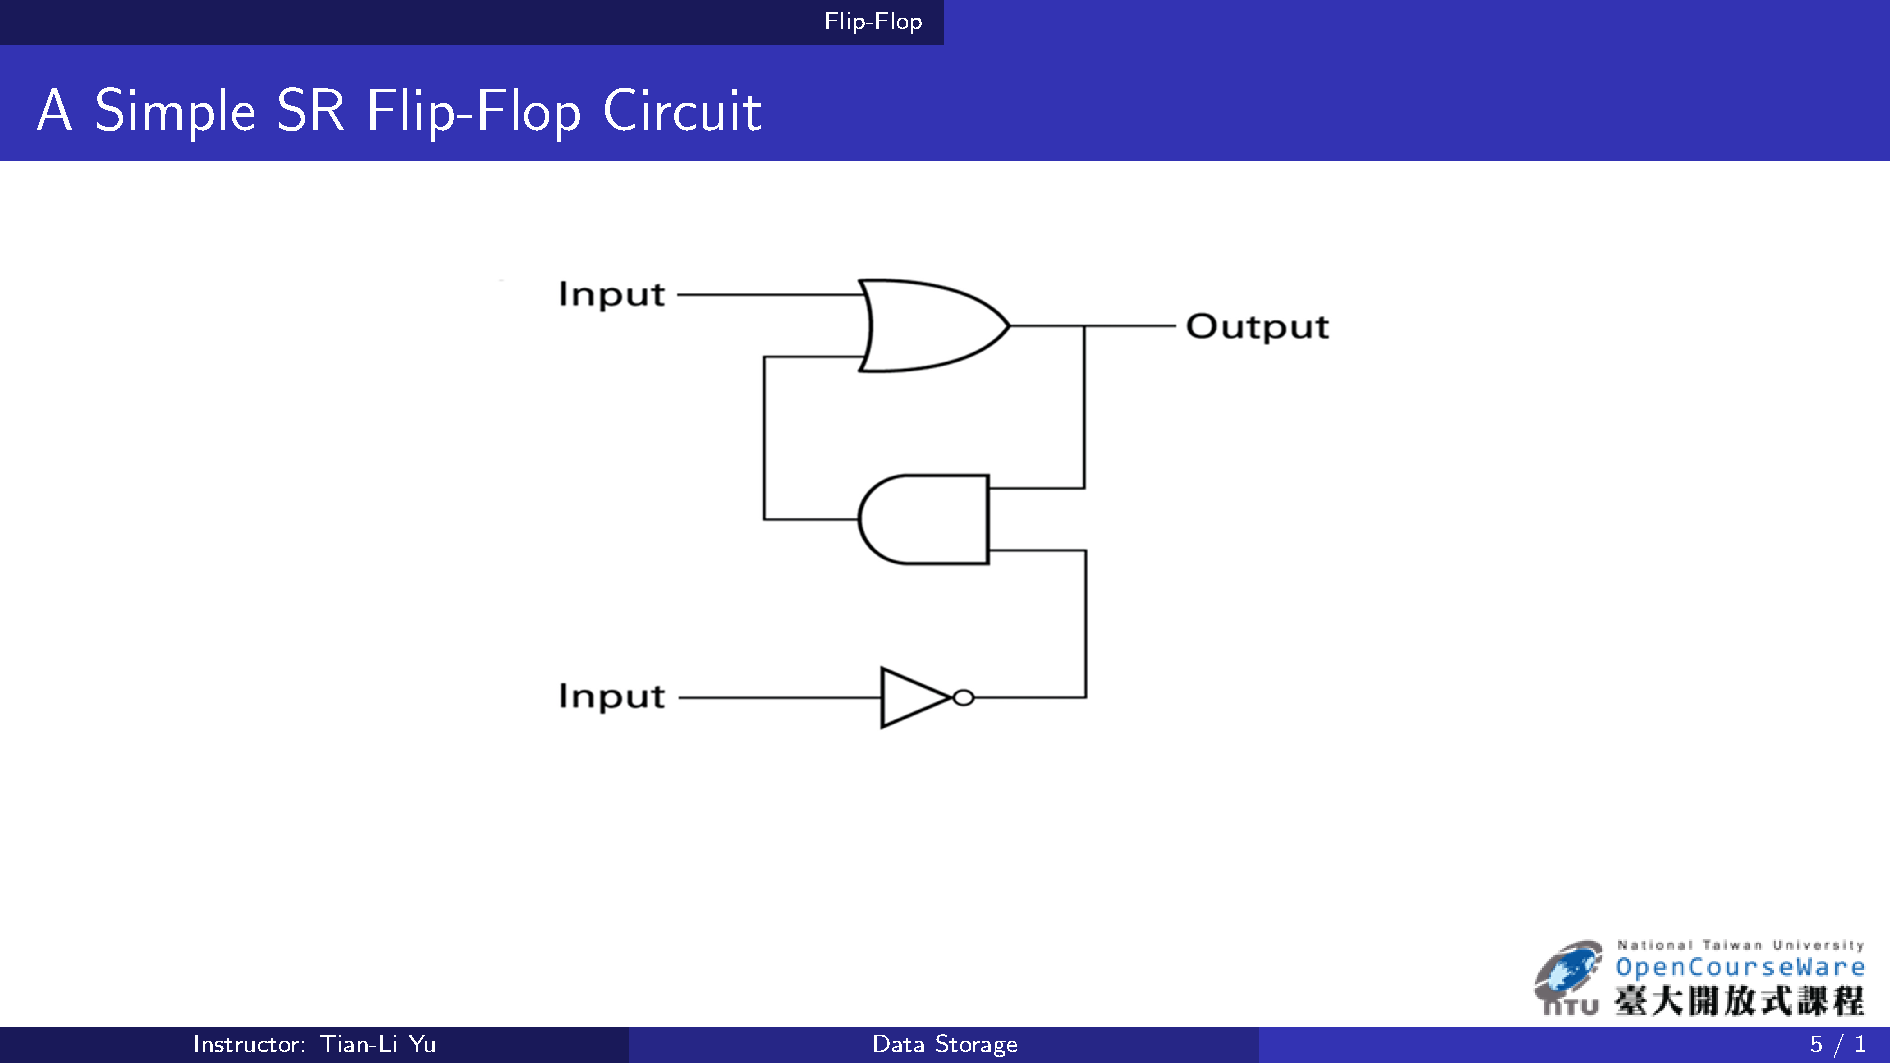 Flip-Flop
A Simple SR Flip-Flop Circuit
Input
Output
Input
National Taiwan University
OpenCourseWare
NTU 臺大開放式課程
Instructor: Tian-Li Yu
Data Storage
5 / 1